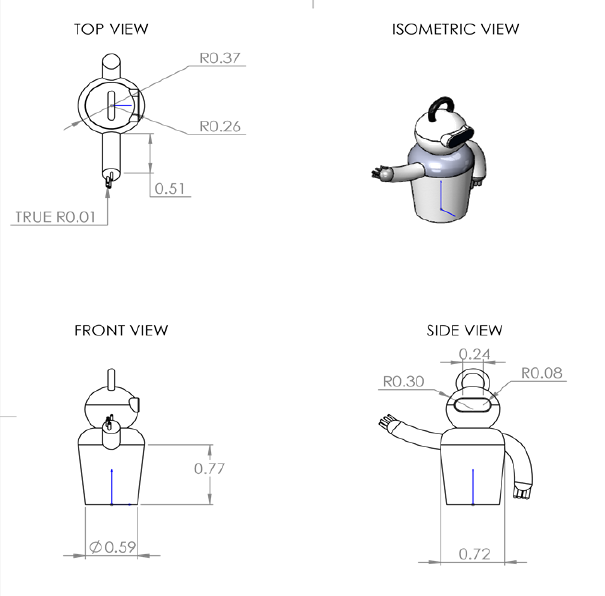 TOP VIEW
ISOMETRIC VIEW
R0.37
R0.26
0.51
TRUE R0.01
FRONT VIEW
SIDE VIEW
0.24
R0.30
R0.08
0.77
∅0.59
0.72